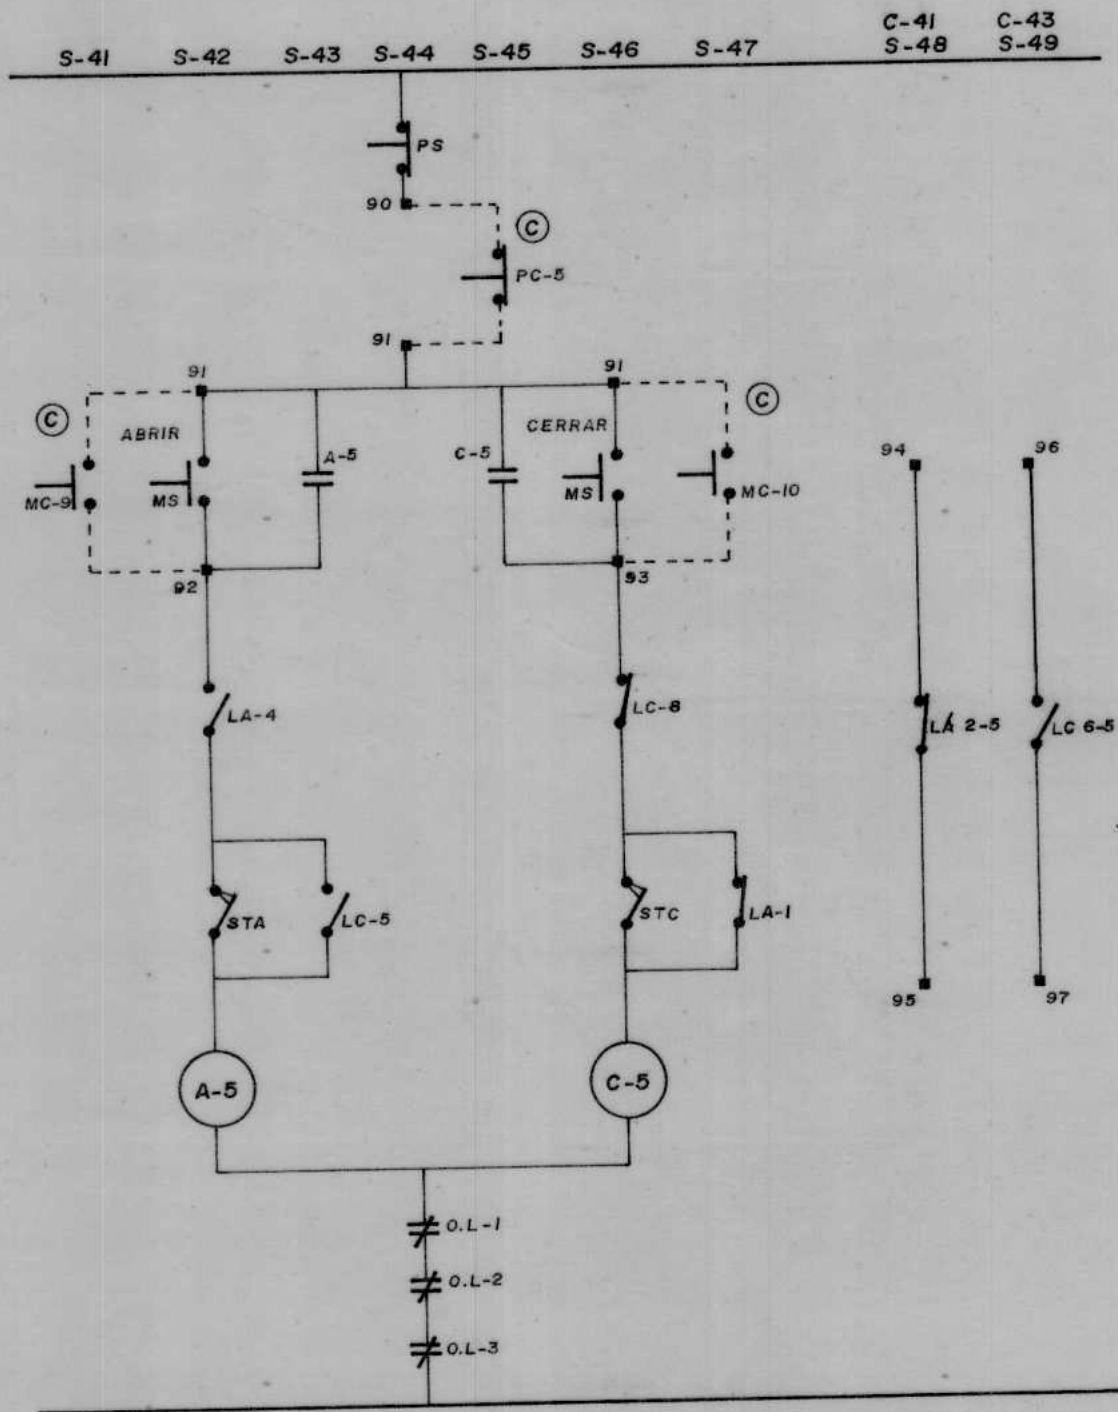 C-41 C-43
S-41 S-42 S-43 S-44 S-45 S-46 S-47 S-48 S-49
PS
90
C
PC-5
91
91 91
C C
ABRIR CERRAR
A-5 C-5
94 96
MC-9 MS MS MC-10
92 93
LA-4 LC-8
LA 2-5 LC 6-5
STA LC-5 STC LA-1
95 97
A-5 C-5
O.L-1
O.L-2
O.L-3